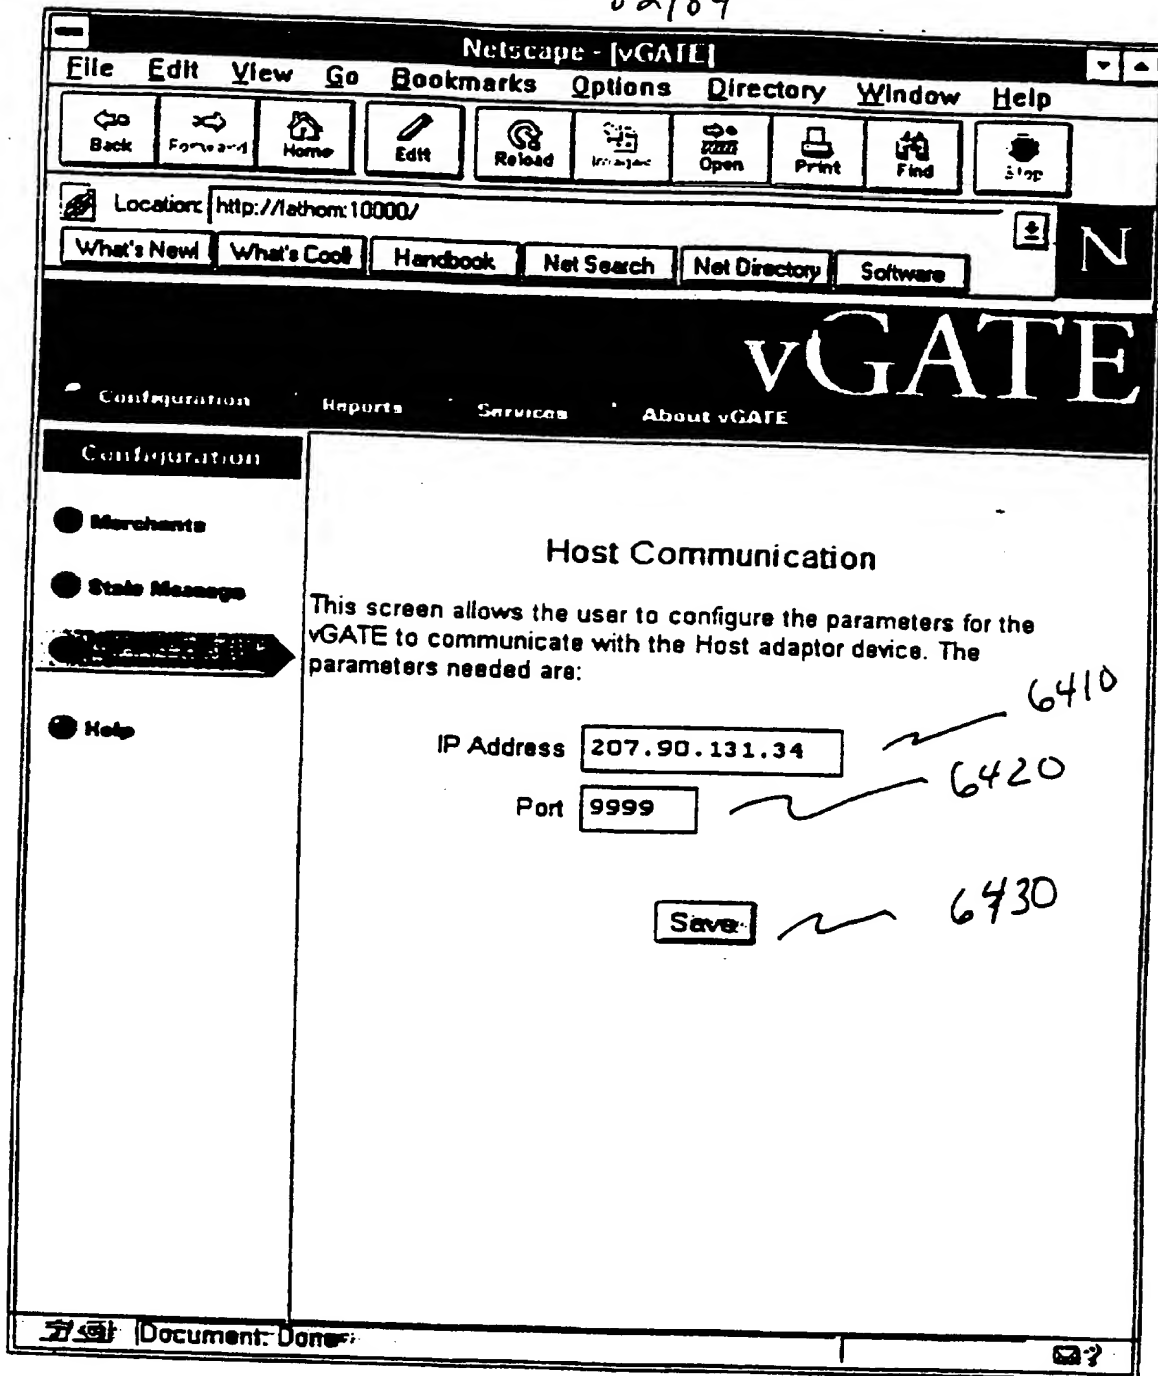 Netscape - [vGATE]
File Edit View Go Bookmarks Options Directory Window Help
Back Forward Home Edit Reload Images Open Print Find Stop
Location: http://lathom:10000/
What's New! What's Cool! Handbook Net Search Net Directory Software
vGATE
Configuration Reports Services About vGATE
Configuration
Merchants
Stale Message
Help
Host Communication
This screen allows the user to configure the parameters for the
vGATE to communicate with the Host adaptor device. The
parameters needed are:
IP Address 207.90.131.34 6410
Port 9999 6420
Save 6430
Document: Done